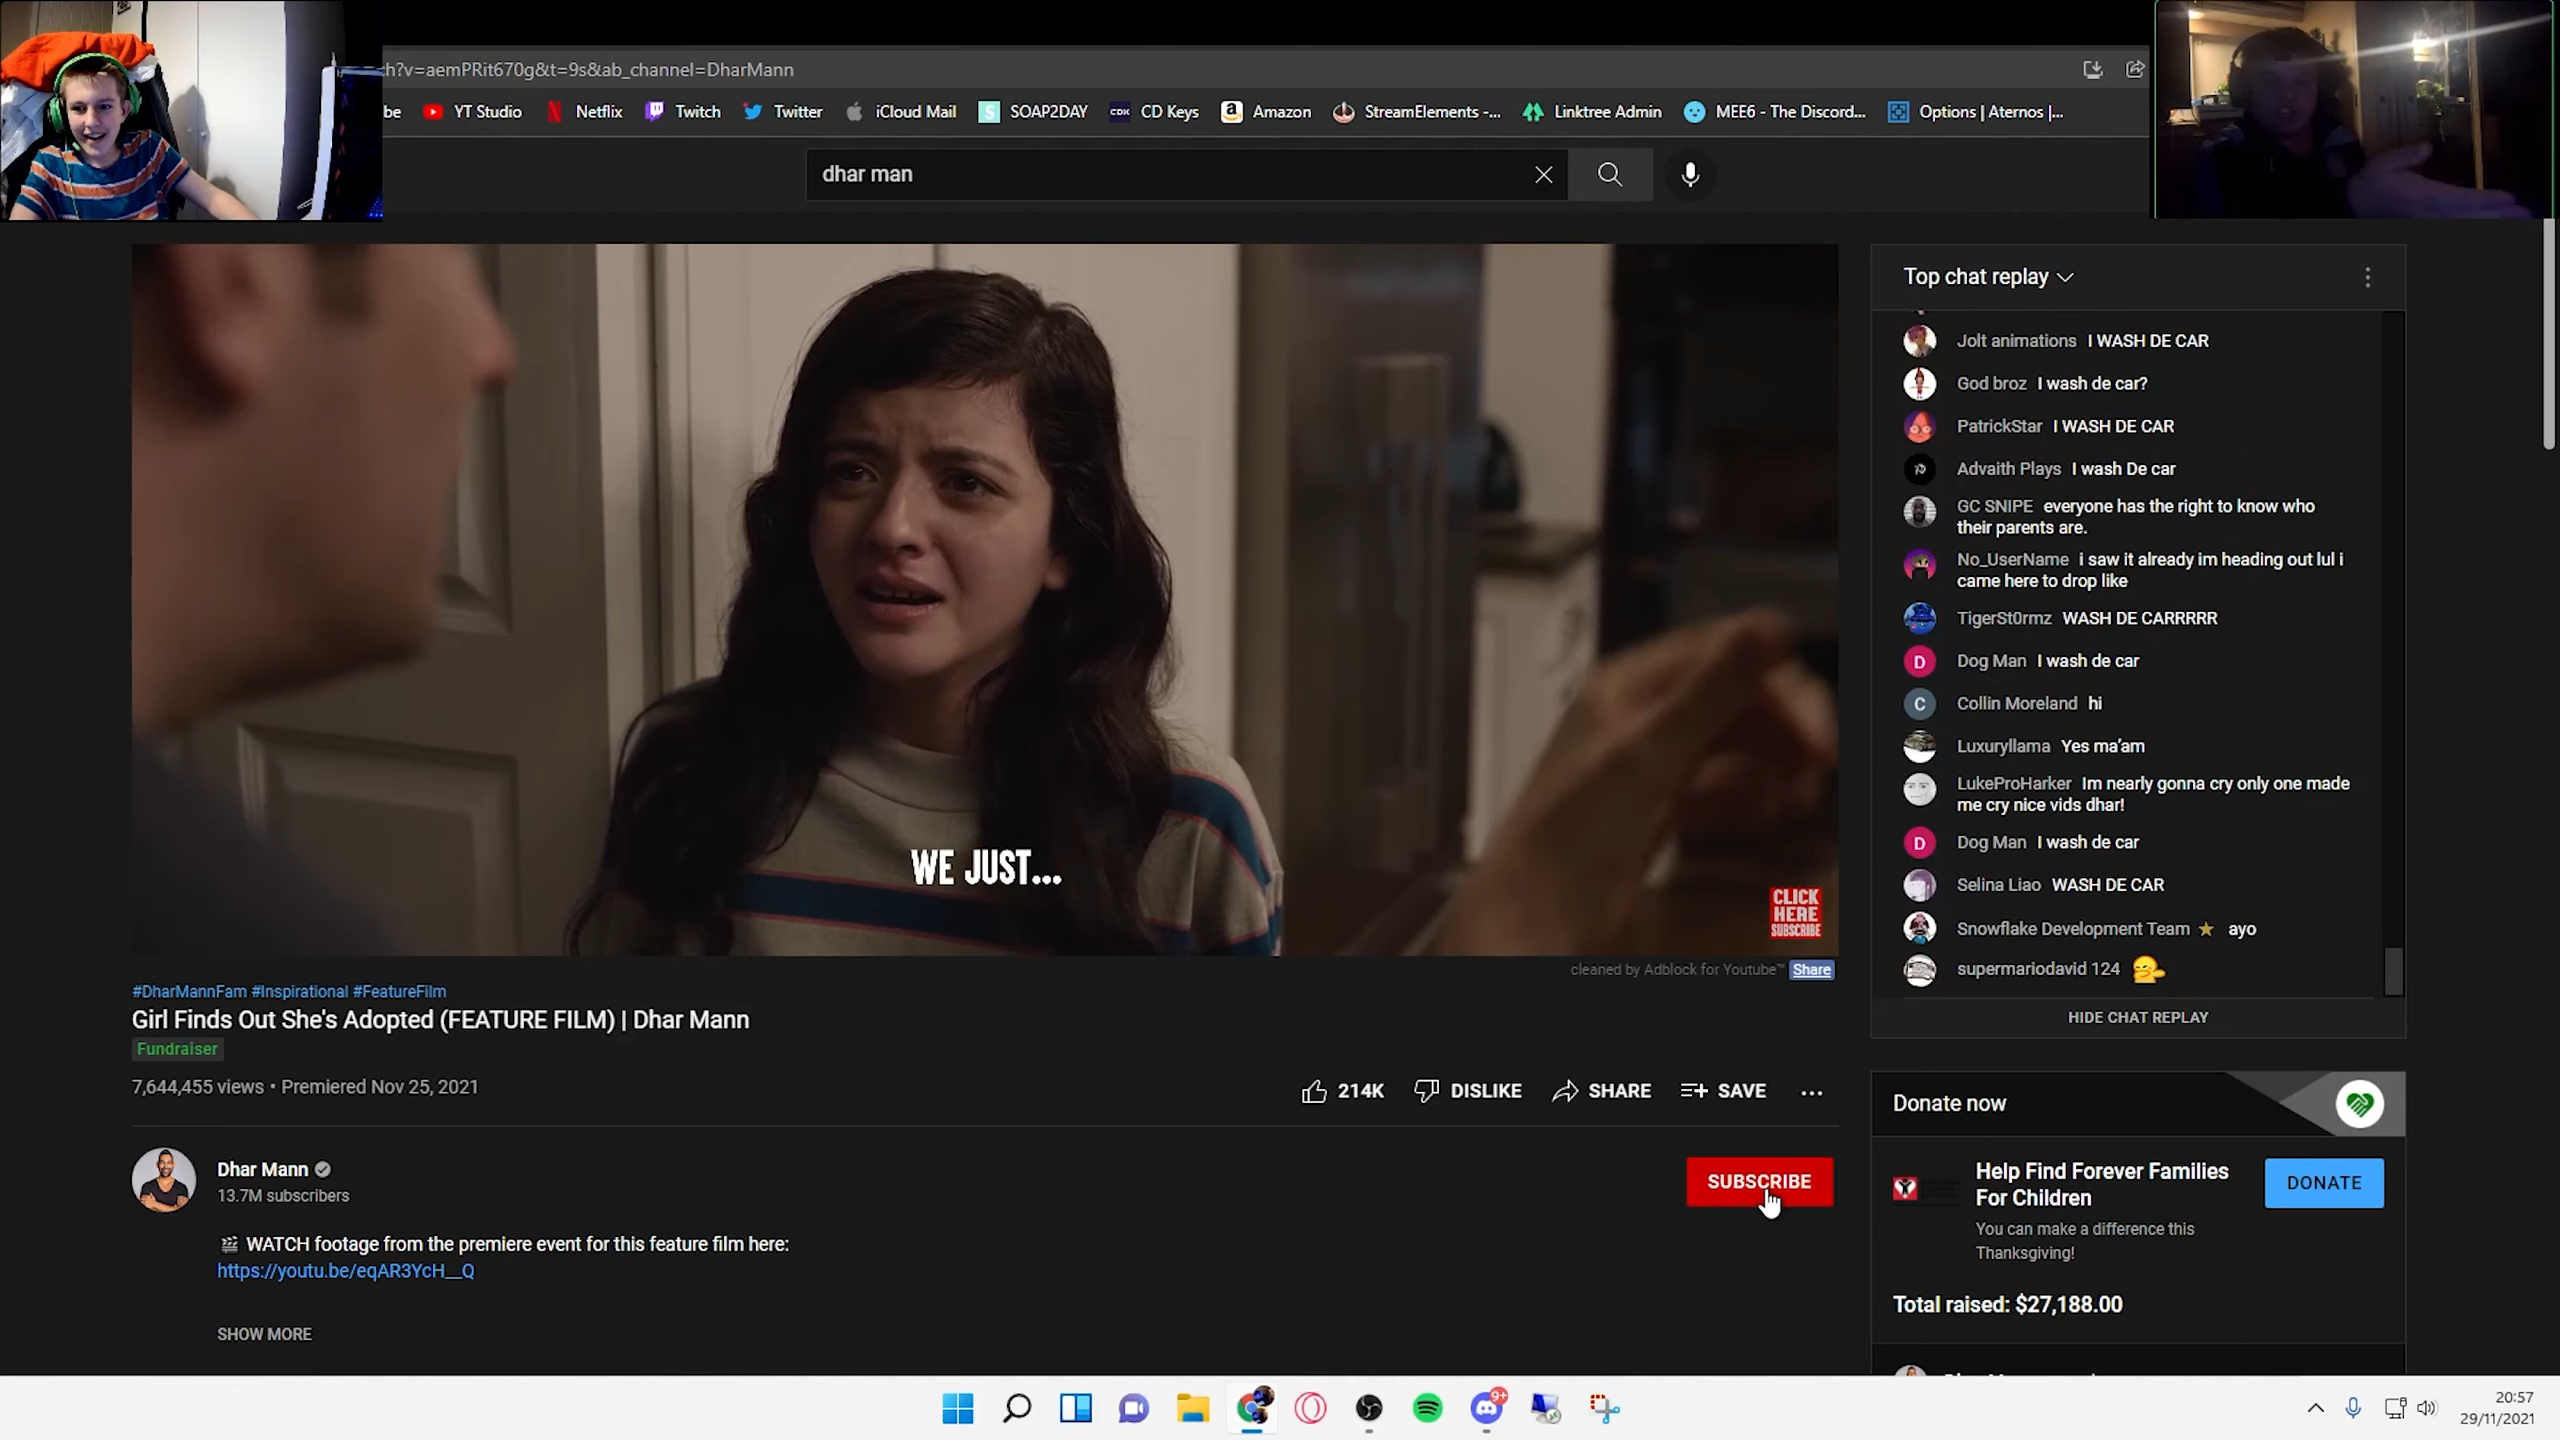 ch?v=aemPRit670g&t=9s&ab_channel=DharMann
be YT Studio Netflix Twitch Twitter iCloud Mail SOAP2DAY CDK CD Keys Amazon StreamElements -... Linktree Admin MEE6 - The Discord... Options | Aternos |...
dhar man
WE JUST...
CLICK
HERE
SUBSCRIBE
cleaned by Adblock for Youtube™ Share
#DharMannFam #Inspirational #FeatureFilm
Girl Finds Out She's Adopted (FEATURE FILM) | Dhar Mann
Fundraiser
7,644,455 views • Premiered Nov 25, 2021
214K DISLIKE SHARE SAVE ...
Dhar Mann
13.7M subscribers
SUBSCRIBE
WATCH footage from the premiere event for this feature film here:
https://youtu.be/eqAR3YcH__Q
SHOW MORE
Top chat replay
Jolt animations I WASH DE CAR
God broz I wash de car?
PatrickStar I WASH DE CAR
Advaith Plays I wash De car
GC SNIPE everyone has the right to know who
their parents are.
No_UserName i saw it already im heading out lul i
came here to drop like
TigerSt0rmz WASH DE CARRRRR
D Dog Man I wash de car
C Collin Moreland hi
Luxuryllama Yes ma'am
LukeProHarker Im nearly gonna cry only one made
me cry nice vids dhar!
D Dog Man I wash de car
Selina Liao WASH DE CAR
Snowflake Development Team ayo
supermariodavid 124
HIDE CHAT REPLAY
Donate now
Help Find Forever Families
For Children
DONATE
You can make a difference this
Thanksgiving!
Total raised: $27,188.00
9+
20:57
29/11/2021